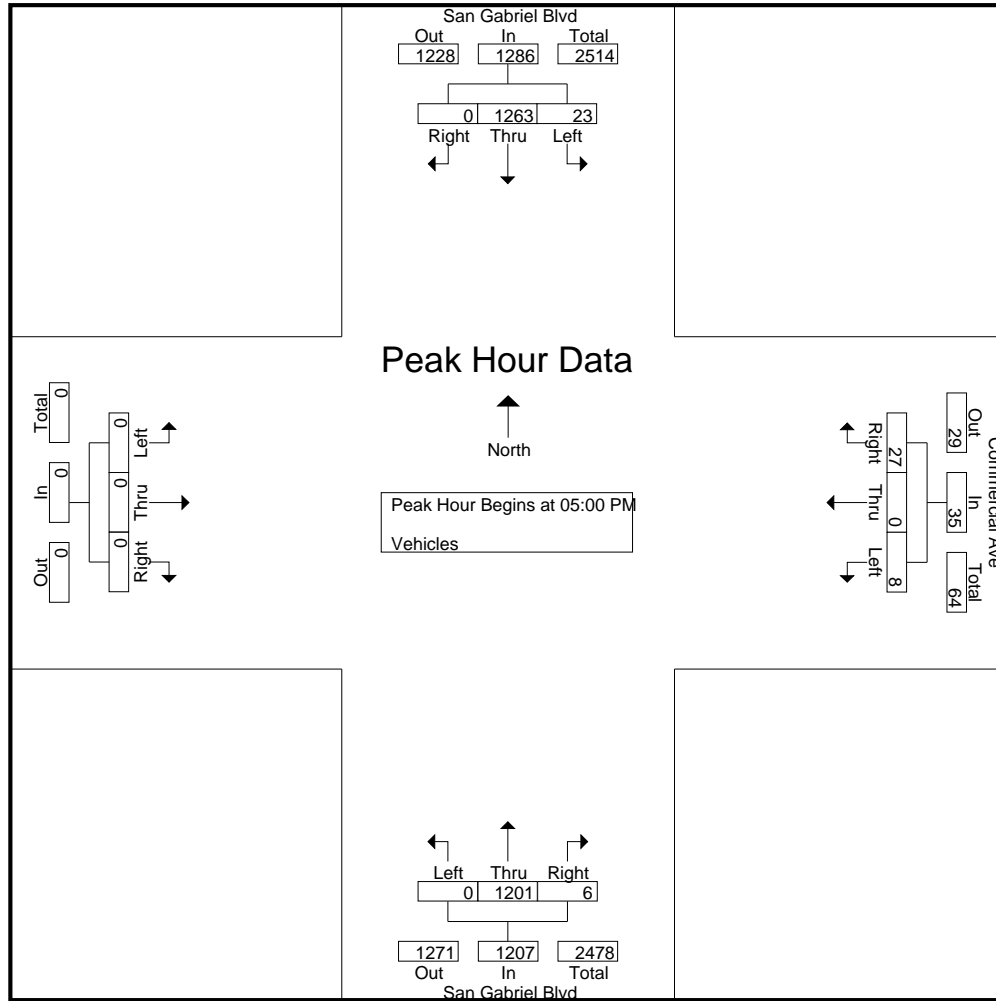 San Gabriel Blvd
Out In Total
1228 1286 2514
0 1263 23
Right Thru Left
Peak Hour Data
North
Peak Hour Begins at 05:00 PM
Vehicles
Total In Out
0 0 0
0 0 0
Left Thru Right
Right Thru Left
27 0 8
29 35 64
Out In Total
Commercial Ave
Left Thru Right
0 1201 6
1271 1207 2478
Out In Total
San Gabriel Blvd